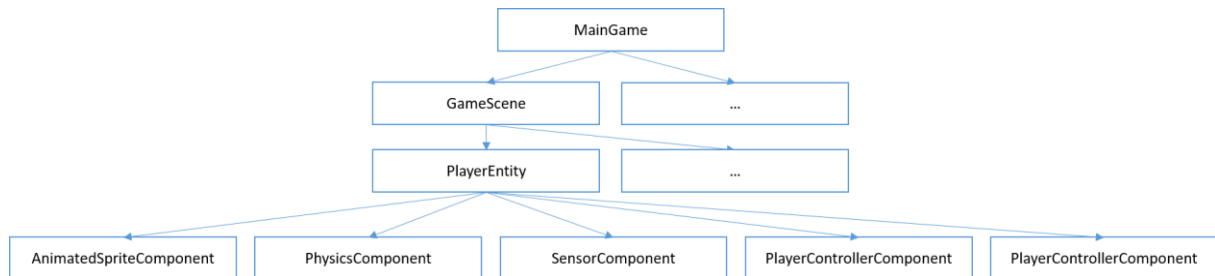 MainGame
GameScene
...
PlayerEntity
...
AnimatedSpriteComponent
PhysicsComponent
SensorComponent
PlayerControllerComponent
PlayerControllerComponent